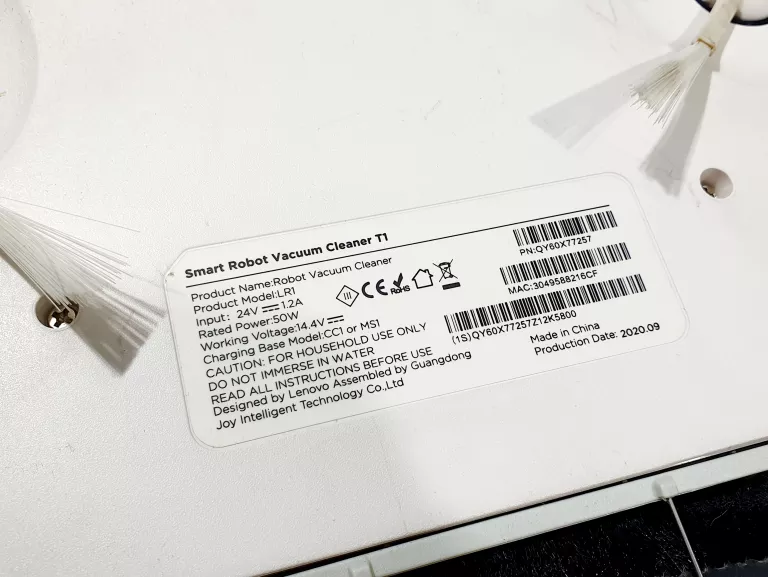 Smart Robot Vacuum Cleaner T1
Product Name:Robot Vacuum Cleaner
Product Model:LR1
Input: 24V ⎓ 1.2A
Rated Power:50W
Working Voltage:14.4V ⎓
Charging Base Model:CC1 or MS1
CAUTION: FOR HOUSEHOLD USE ONLY
DO NOT IMMERSE IN WATER
READ ALL INSTRUCTIONS BEFORE USE
Designed by Lenovo Assembled by Guangdong
Joy Intelligent Technology Co.,Ltd
III
CE
RoHS
PN:QY60X77257
MAC:3049588216CF
(1S)QY60X77257Z12K5800
Made in China
Production Date: 2020.09